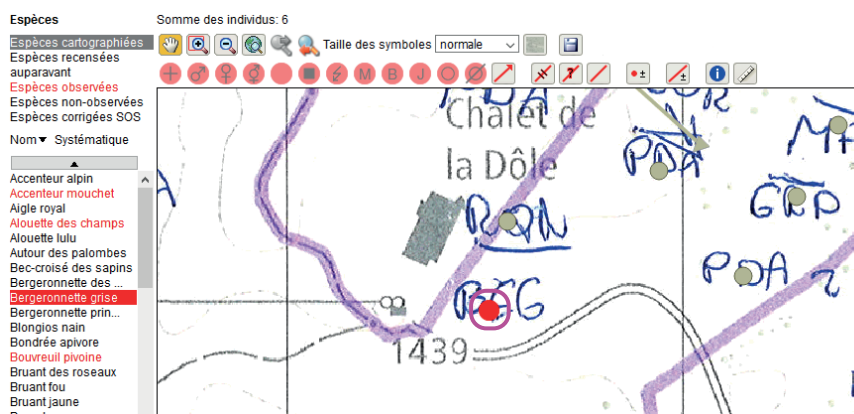 Espèces
Somme des individus: 6
Espèces cartographiées
Espèces recensées
auparavant
Espèces observées
Espèces non-observées
Espèces corrigées SOS
Taille des symboles normale
M B J
Nom Systématique
Accenteur alpin
Accenteur mouchet
Aigle royal
Alouette des champs
Alouette lulu
Autour des palombes
Bec-croisé des sapins
Bergeronnette des ...
Bergeronnette grise
Bergeronnette prin...
Blongios nain
Bondrée apivore
Bouvreuil pivoine
Bruant des roseaux
Bruant fou
Bruant jaune
Chalet de
la Dôle
PDA
GRD
RQN
PDA
BEG
1439